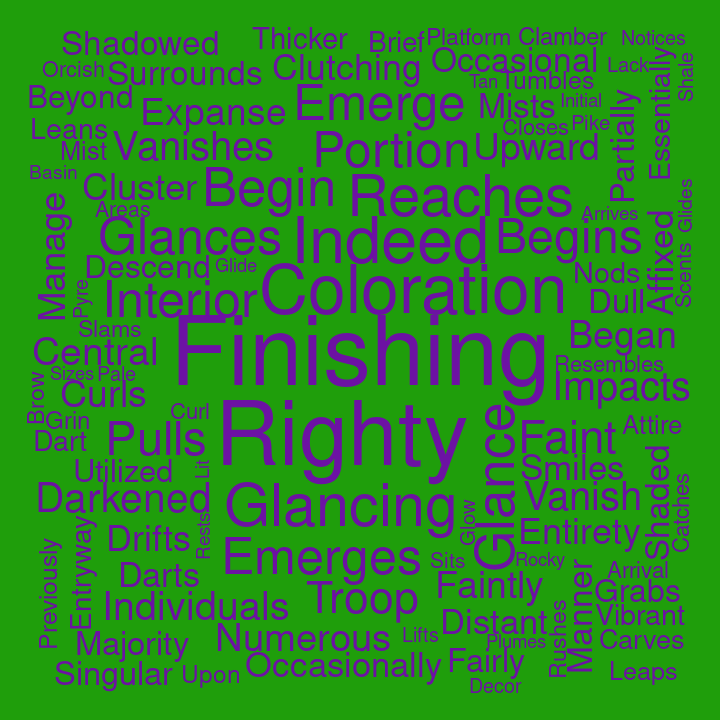 Shadowed
Thicker
Brief
Platform
Clamber
Notices
Orcish
Surrounds
Clutching
Occasional
Lack
Essentially
Shale
Beyond
Expanse
Emerge
Tan
Tumbles
Mists
Initial
Partially
Leans
Mist
Vanishes
Portion
Upward
Closes
Pike
Basin
Cluster
Begin
Reaches
Areas
Manage
Glances
Indeed
Begins
Arrives
Glides
Affixed
Scents
Descend
Glide
Interior
Coloration
Nods
Dull
Pyre
Slams
Central
Finishing
Began
Resembles
Sizes
Pale
Brow
Curls
Impacts
Grin
Curl
Righty
Glance
Faint
Attire
Dart
Pulls
Utilized
Lit
Smiles
Shaded
Catches
Darkened
Glancing
Vanish
Glow
Rests
Entirety
Previously
Entryway
Drifts
Emerges
Sits
Rocky
Darts
Troop
Faintly
Arrival
Grabs
Manner
Individuals
Distant
Rushes
Vibrant
Majority
Numerous
Lifts
Plumes
Carves
Singular
Upon
Occasionally
Fairly
Decor
Leaps